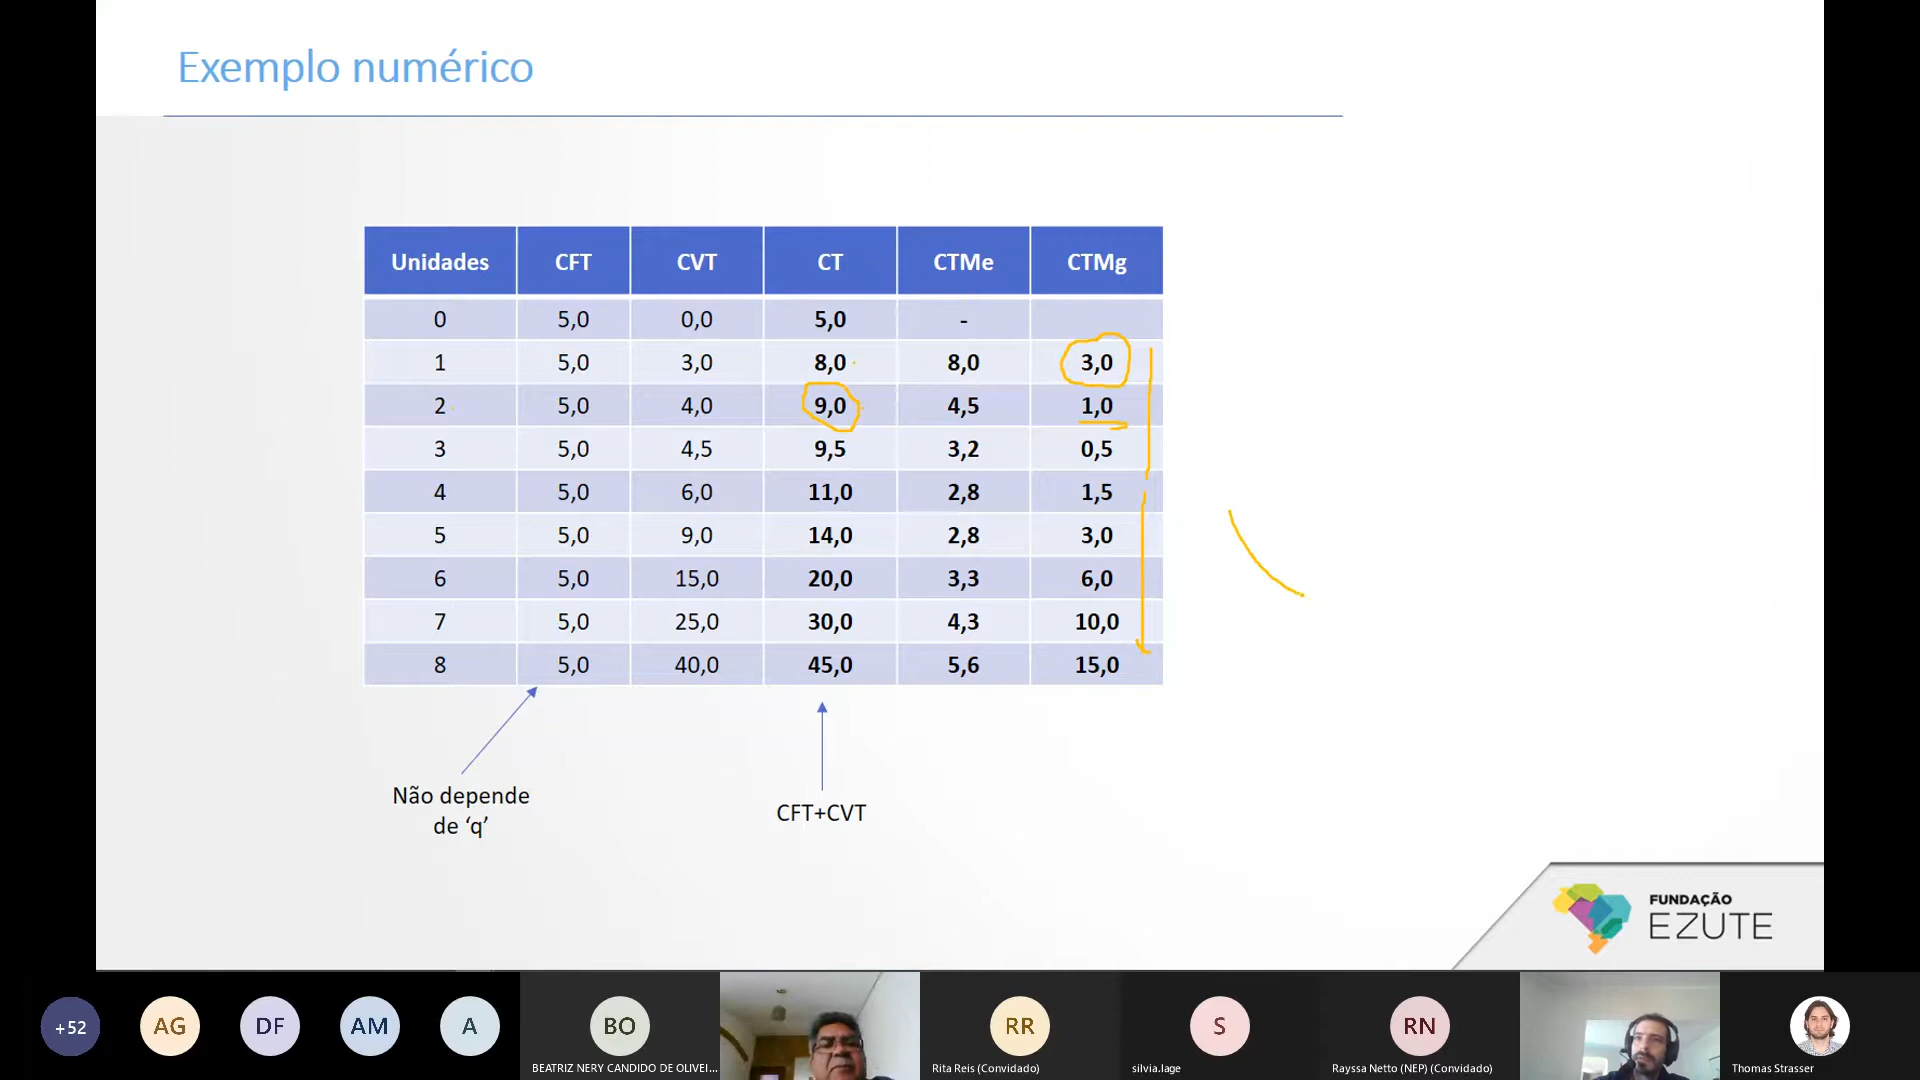 Exemplo numérico
Unidades CFT CVT CT CTMe CTMg
0 5,0 0,0 5,0 -
1 5,0 3,0 8,0 8,0 3,0
2 5,0 4,0 9,0 4,5 1,0
3 5,0 4,5 9,5 3,2 0,5
4 5,0 6,0 11,0 2,8 1,5
5 5,0 9,0 14,0 2,8 3,0
6 5,0 15,0 20,0 3,3 6,0
7 5,0 25,0 30,0 4,3 10,0
8 5,0 40,0 45,0 5,6 15,0
Não depende
de ‘q’
CFT+CVT
FUNDAÇÃO
EZUTE
+52 AG DF AM A BO RR S RN
BEATRIZ NERY CANDIDO DE OLIVEI... Rita Reis (Convidado) silvia.lage Rayssa Netto (NEP) (Convidado) Thomas Strasser